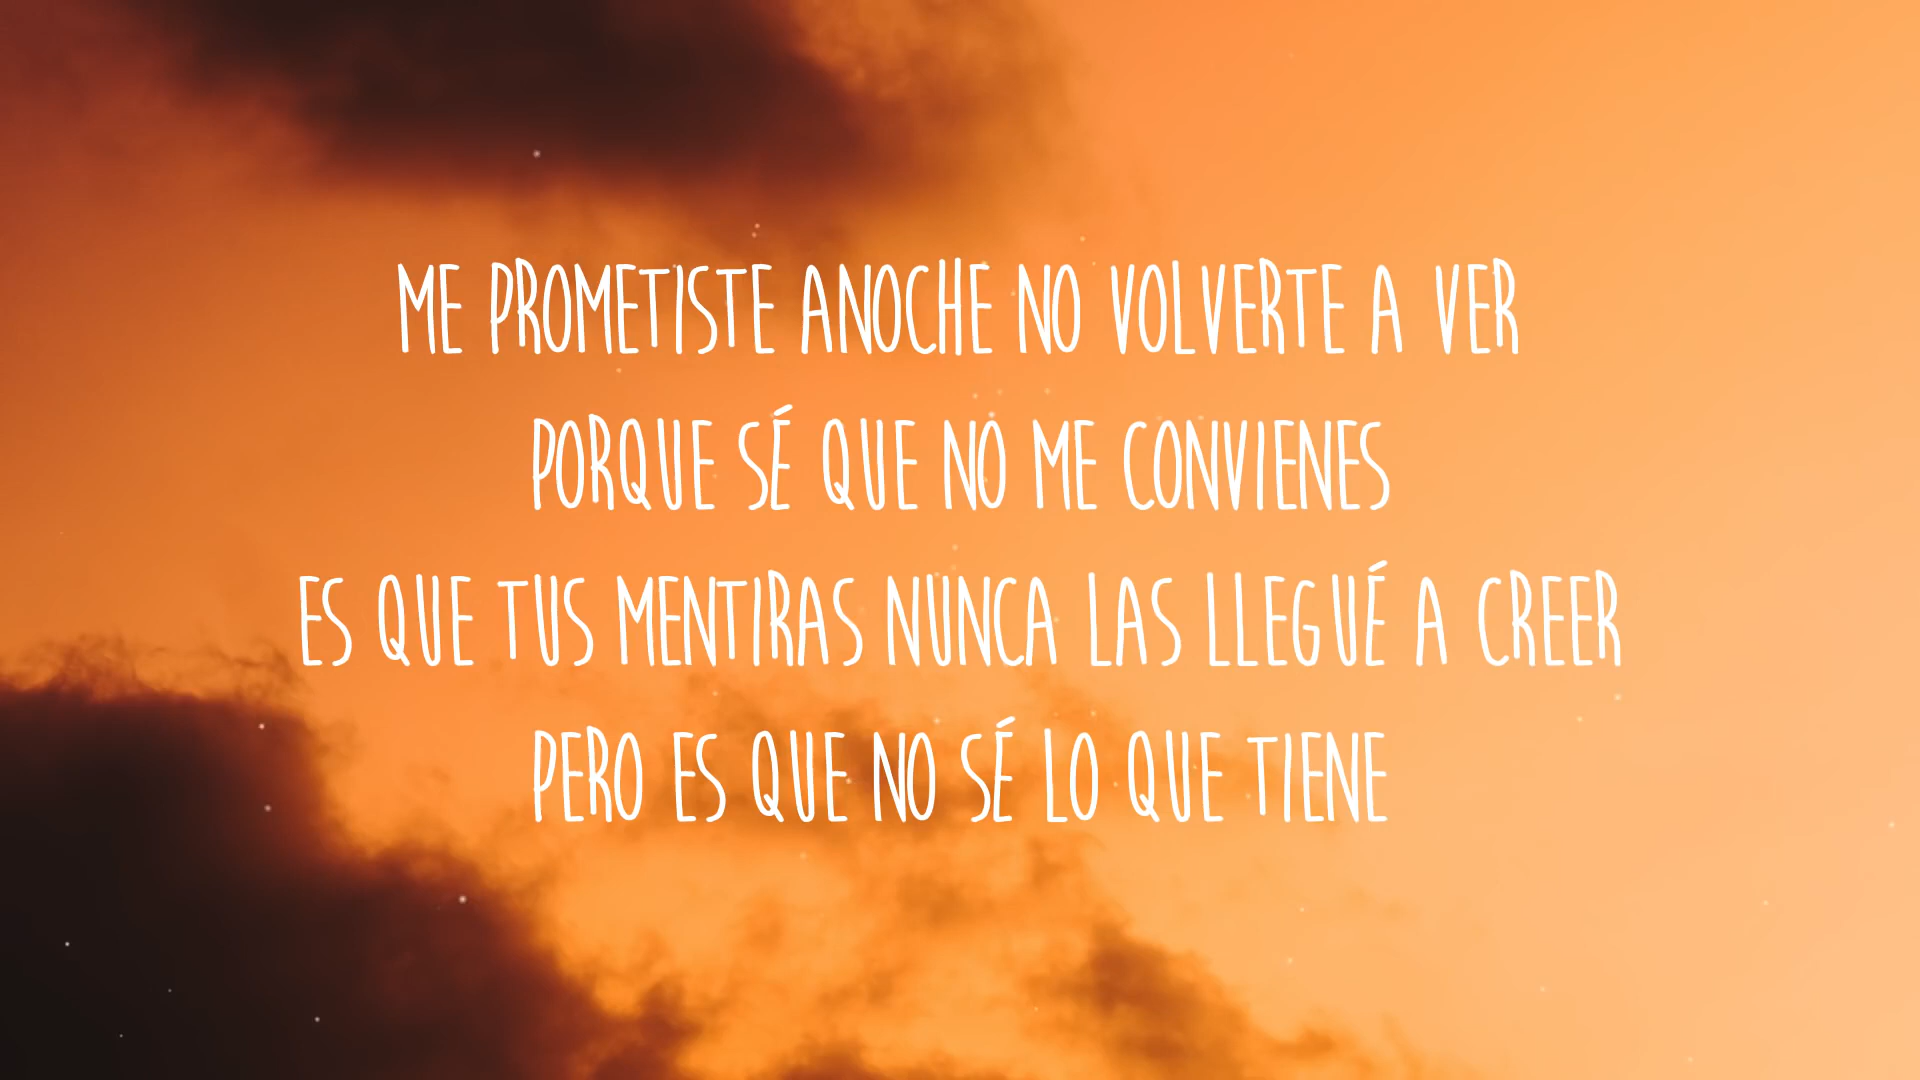 ME PROMETISTE ANOCHE NO VOLVERTE A VER
PORQUE SÉ QUE NO ME CONVIENES
ES QUE TUS MENTIRAS NUNCA LAS LLEGUÉ A CREER
PERO ES QUE NO SÉ LO QUE TIENE